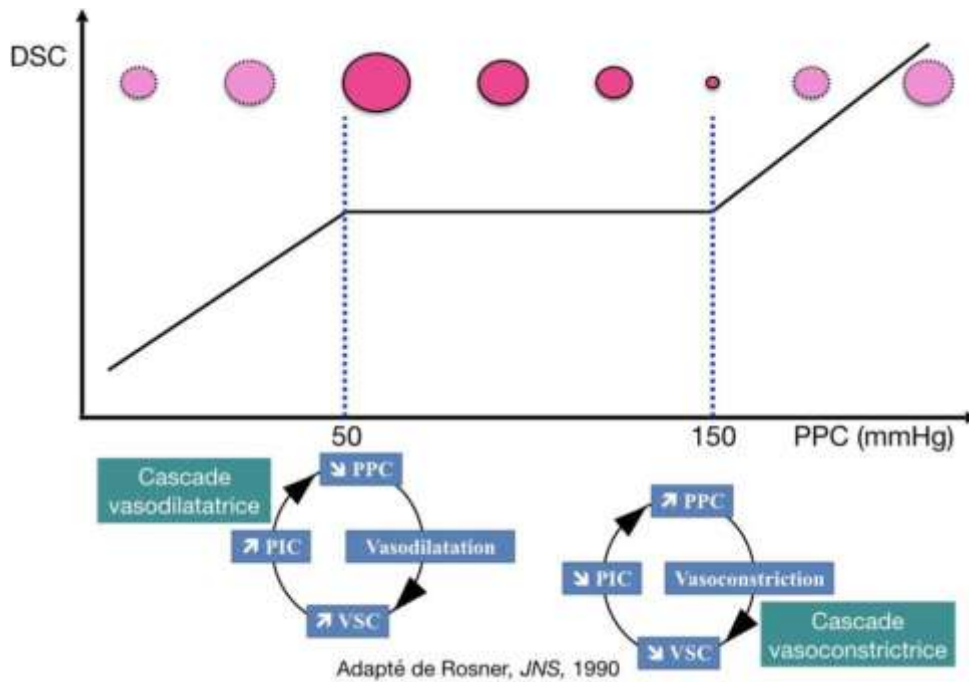 DSC
50
150
PPC (mmHg)
Cascade
vasodilatatrice
↘ PPC
↗ PIC
Vasodilatation
↗ VSC
↗ PPC
↘ PIC
Vasoconstriction
↘ VSC
Cascade
vasoconstrictrice
Adapté de Rosner, JNS, 1990